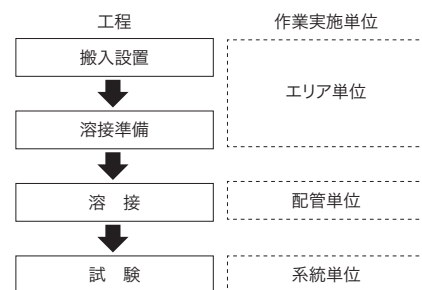 工程 作業実施単位
搬入設置
エリア単位
溶接準備
溶 接 配管単位
試 験 系統単位